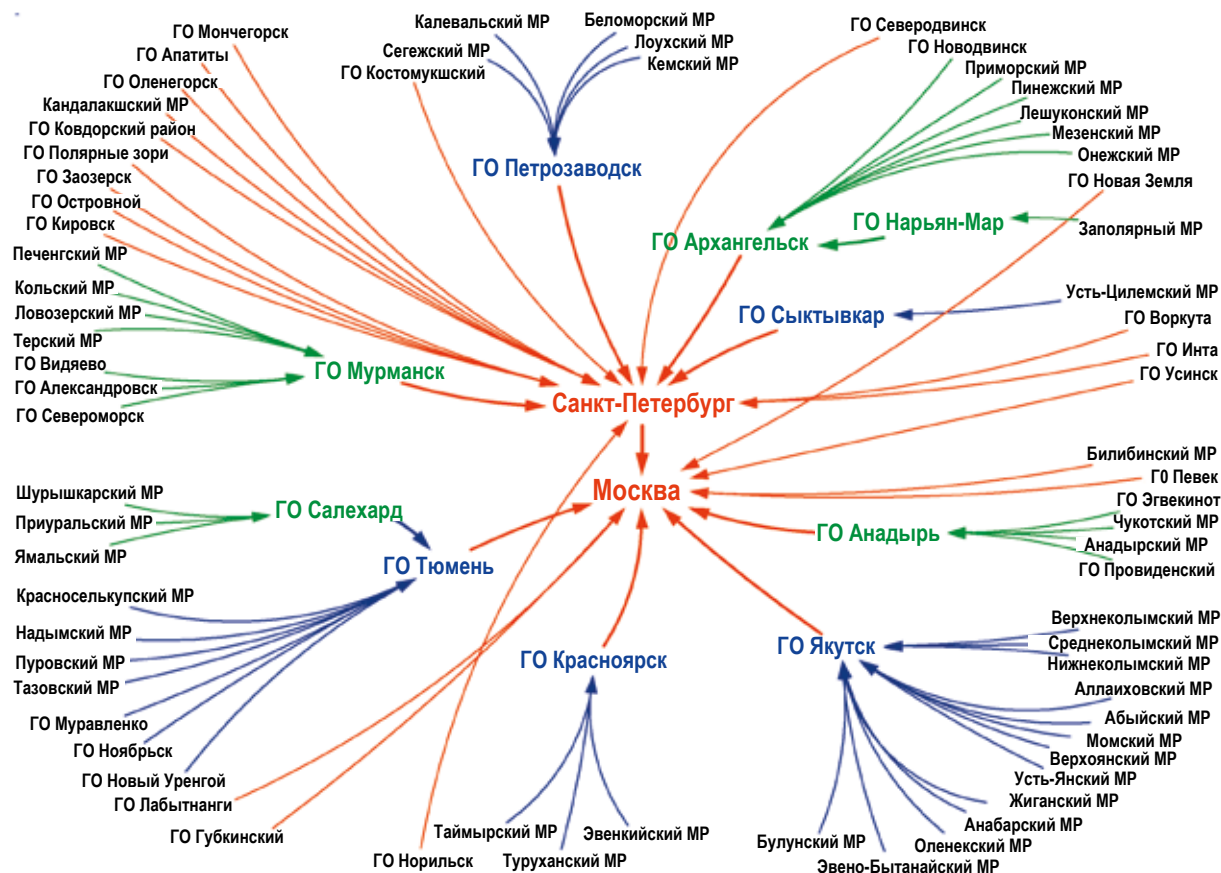 ГО Мончегорск
ГО Апатиты
ГО Оленегорск
Кандалакшский МР
ГО Ковдорский район
ГО Полярные зори
ГО Заозерск
ГО Островной
ГО Кировск
Печенгский МР
Кольский МР
Ловозерский МР
Терский МР
ГО Видяево
ГО Александровск
ГО Североморск
ГО Мурманск
Калевальский МР
Сегежский МР
ГО Костомукшский
Беломорский МР
Лоухский МР
Кемский МР
ГО Петрозаводск
ГО Северодвинск
ГО Новодвинск
Приморский МР
Пинежский МР
Лешуконский МР
Мезенский МР
Онежский МР
ГО Новая Земля
ГО Нарьян-Мар
Заполярный МР
ГО Архангельск
Усть-Цилемский МР
ГО Сыктывкар
ГО Воркута
ГО Инта
ГО Усинск
Санкт-Петербург
Москва
Билибинский МР
Г0 Певек
ГО Эгвекинот
Чукотский МР
Анадырский МР
ГО Провиденский
ГО Анадырь
Шурышкарский МР
Приуральский МР
Ямальский МР
ГО Салехард
ГО Тюмень
Красноселькупский МР
Надымский МР
Пуровский МР
Тазовский МР
ГО Муравленко
ГО Ноябрьск
ГО Новый Уренгой
ГО Лабытнанги
ГО Губкинский
ГО Норильск
ГО Красноярск
Таймырский МР
Туруханский МР
Эвенкийский МР
ГО Якутск
Верхнеколымский МР
Среднеколымский МР
Нижнеколымский МР
Аллаиховский МР
Абыйский МР
Момский МР
Верхоянский МР
Усть-Янский МР
Жиганский МР
Анабарский МР
Оленекский МР
Булунский МР
Эвено-Бытанайский МР